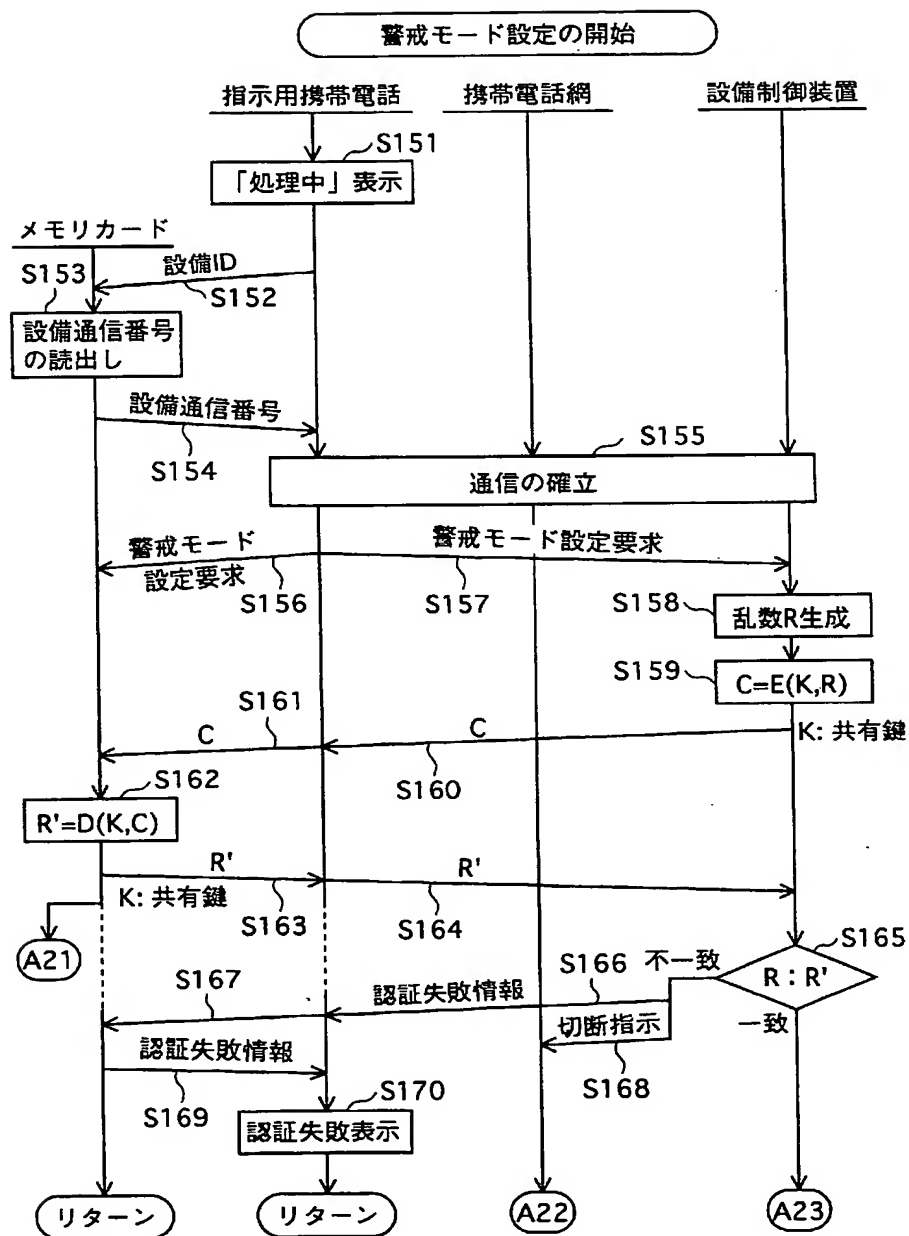 警戒モード設定の開始
指示用携帯電話
携帯電話網
設備制御装置
S151
「処理中」表示
メモリカード
S153
設備ID
S152
設備通信番号
の読出し
設備通信番号
S154
S155
通信の確立
警戒モード
設定要求
警戒モード設定要求
S156
S157
S158
乱数R生成
S159
C=E(K,R)
S161
C
C
K: 共有鍵
S160
S162
R'=D(K,C)
R'
R'
K: 共有鍵
S163
S164
A21
S165
R : R'
不一致
S166
S167
認証失敗情報
一致
切断指示
認証失敗情報
S168
S169
S170
認証失敗表示
リターン
リターン
A22
A23